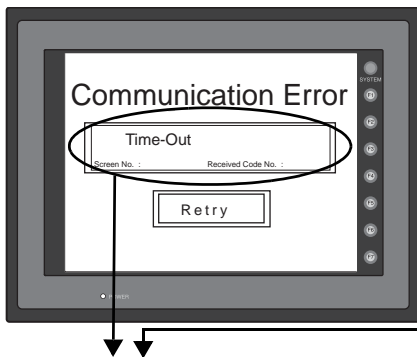 Communication Error
SYSTEM
F1
Time-Out
F2
F3
Screen No. :
Received Code No. :
F4
Retry
F5
F6
F7
POWER